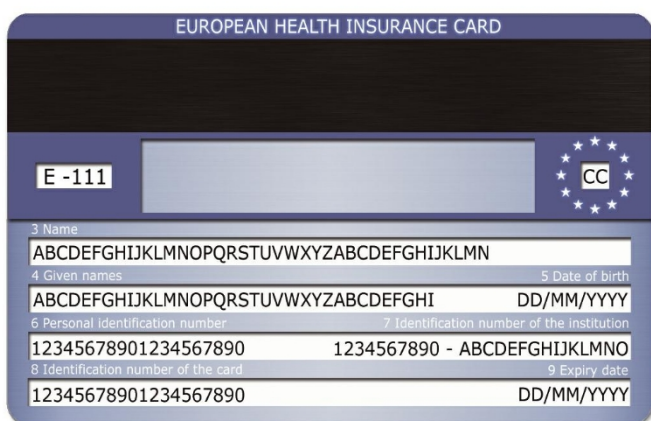 EUROPEAN HEALTH INSURANCE CARD
E -111
CC
3 Name
ABCDEFGHIJKLMNOPQRSTUVWXYZABCDEFGHIJKLMN
4 Given names 5 Date of birth
ABCDEFGHIJKLMNOPQRSTUVWXYZABCDEFGHI DD/MM/YYYY
6 Personal identification number 7 Identification number of the institution
12345678901234567890 1234567890 - ABCDEFGHIJKLMNO
8 Identification number of the card 9 Expiry date
12345678901234567890 DD/MM/YYYY